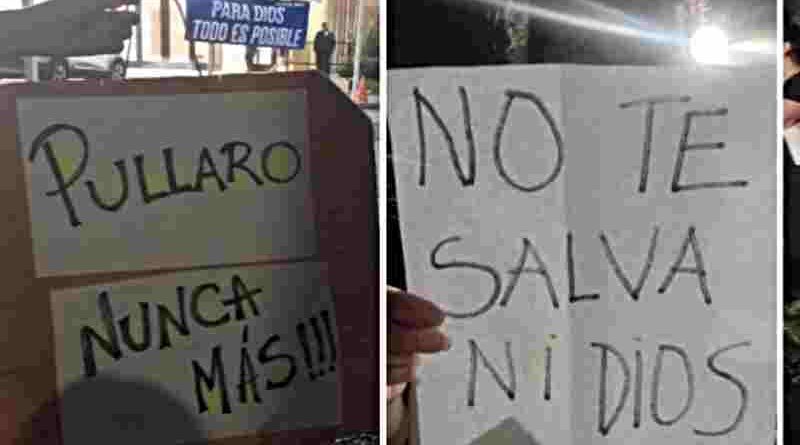 PARA DIOS
TODO ES POSIBLE
PULLARO
NUNCA
MÁS!!!
NO TE
SALVA
Ni DiOS